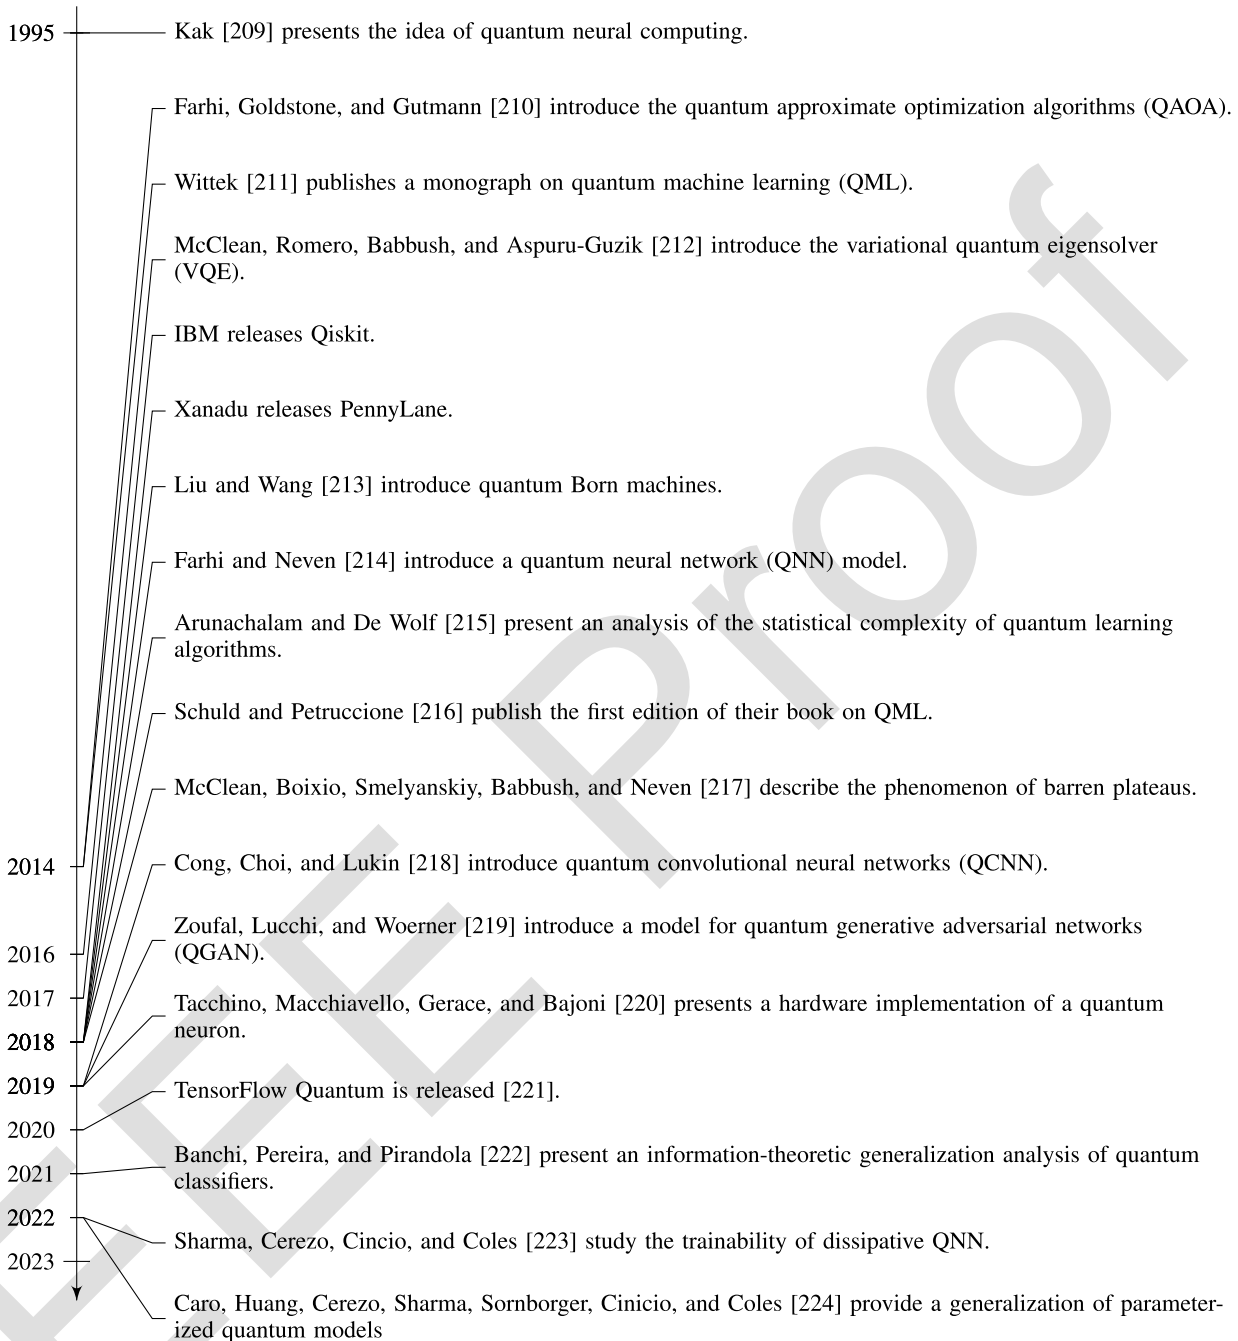 1995
Kak [209] presents the idea of quantum neural computing.
Farhi, Goldstone, and Gutmann [210] introduce the quantum approximate optimization algorithms (QAOA).
Wittek [211] publishes a monograph on quantum machine learning (QML).
McClean, Romero, Babbush, and Aspuru-Guzik [212] introduce the variational quantum eigensolver
(VQE).
IBM releases Qiskit.
Xanadu releases PennyLane.
Liu and Wang [213] introduce quantum Born machines.
Farhi and Neven [214] introduce a quantum neural network (QNN) model.
Arunachalam and De Wolf [215] present an analysis of the statistical complexity of quantum learning
algorithms.
Schuld and Petruccione [216] publish the first edition of their book on QML.
McClean, Boixio, Smelyanskiy, Babbush, and Neven [217] describe the phenomenon of barren plateaus.
2014
Cong, Choi, and Lukin [218] introduce quantum convolutional neural networks (QCNN).
Zoufal, Lucchi, and Woerner [219] introduce a model for quantum generative adversarial networks
(QGAN).
2016
2017
Tacchino, Macchiavello, Gerace, and Bajoni [220] presents a hardware implementation of a quantum
neuron.
2018
2019
TensorFlow Quantum is released [221].
2020
Banchi, Pereira, and Pirandola [222] present an information-theoretic generalization analysis of quantum
classifiers.
2021
2022
Sharma, Cerezo, Cincio, and Coles [223] study the trainability of dissipative QNN.
2023
Caro, Huang, Cerezo, Sharma, Sornborger, Cinicio, and Coles [224] provide a generalization of parameter-
ized quantum models
EE Proof